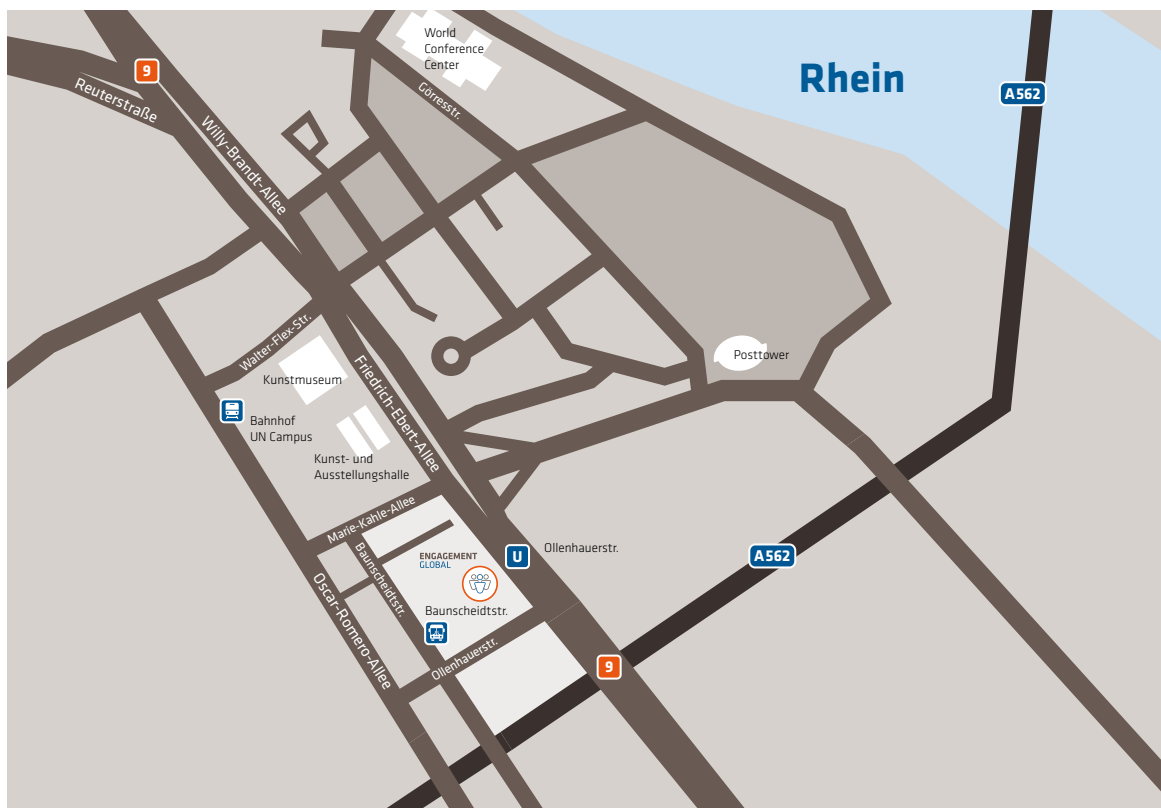 World
Conference
Center
Rhein
9
A562
Reuterstraße
Görresstr.
Willy-Brandt-Allee
Walter-Flex-Str.
Posttower
Kunstmuseum
Friedrich-Ebert-Allee
Bahnhof
UN Campus
Kunst- und
Ausstellungshalle
Marie-Kahle-Allee
U
Ollenhauerstr.
A562
ENGAGEMENT
GLOBAL
Baunscheidtstr.
Oscar-Romero-Allee
Baunscheidtstr.
Ollenhauerstr.
9